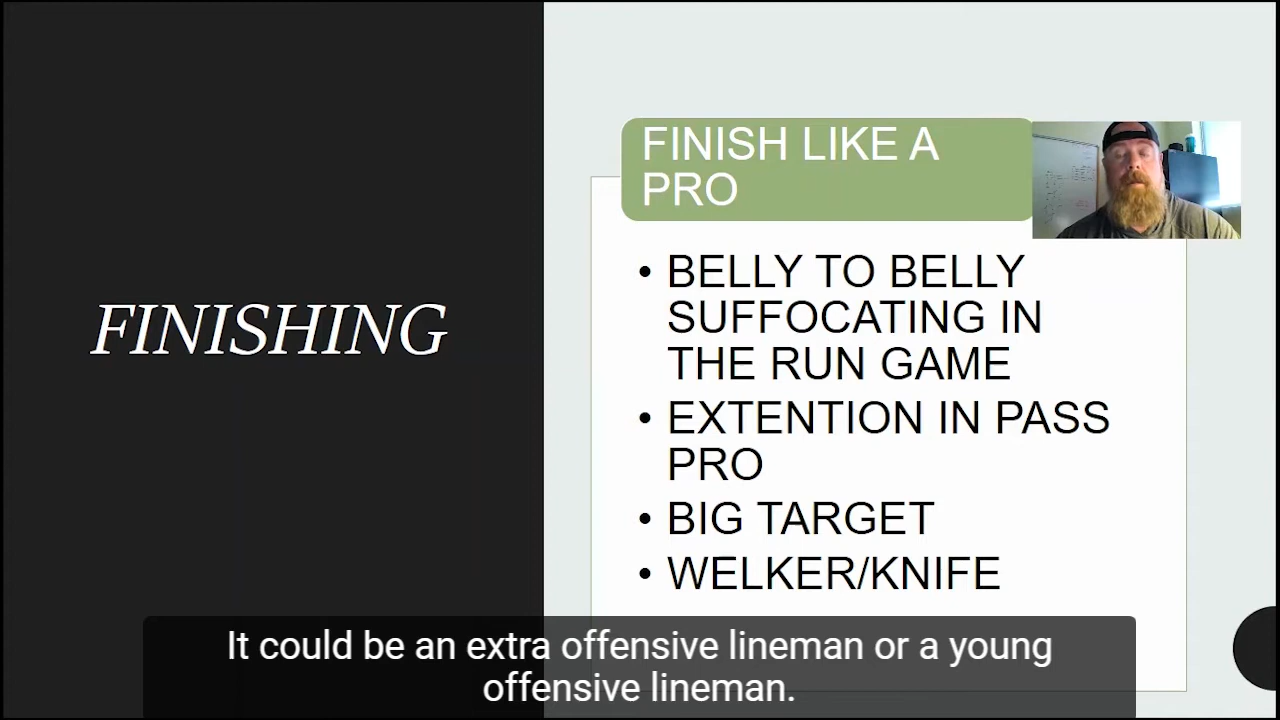 FINISHING
FINISH LIKE A
PRO
• BELLY TO BELLY
SUFFOCATING IN
THE RUN GAME
• EXTENTION IN PASS
PRO
• BIG TARGET
• WELKER/KNIFE
It could be an extra offensive lineman or a young
offensive lineman.